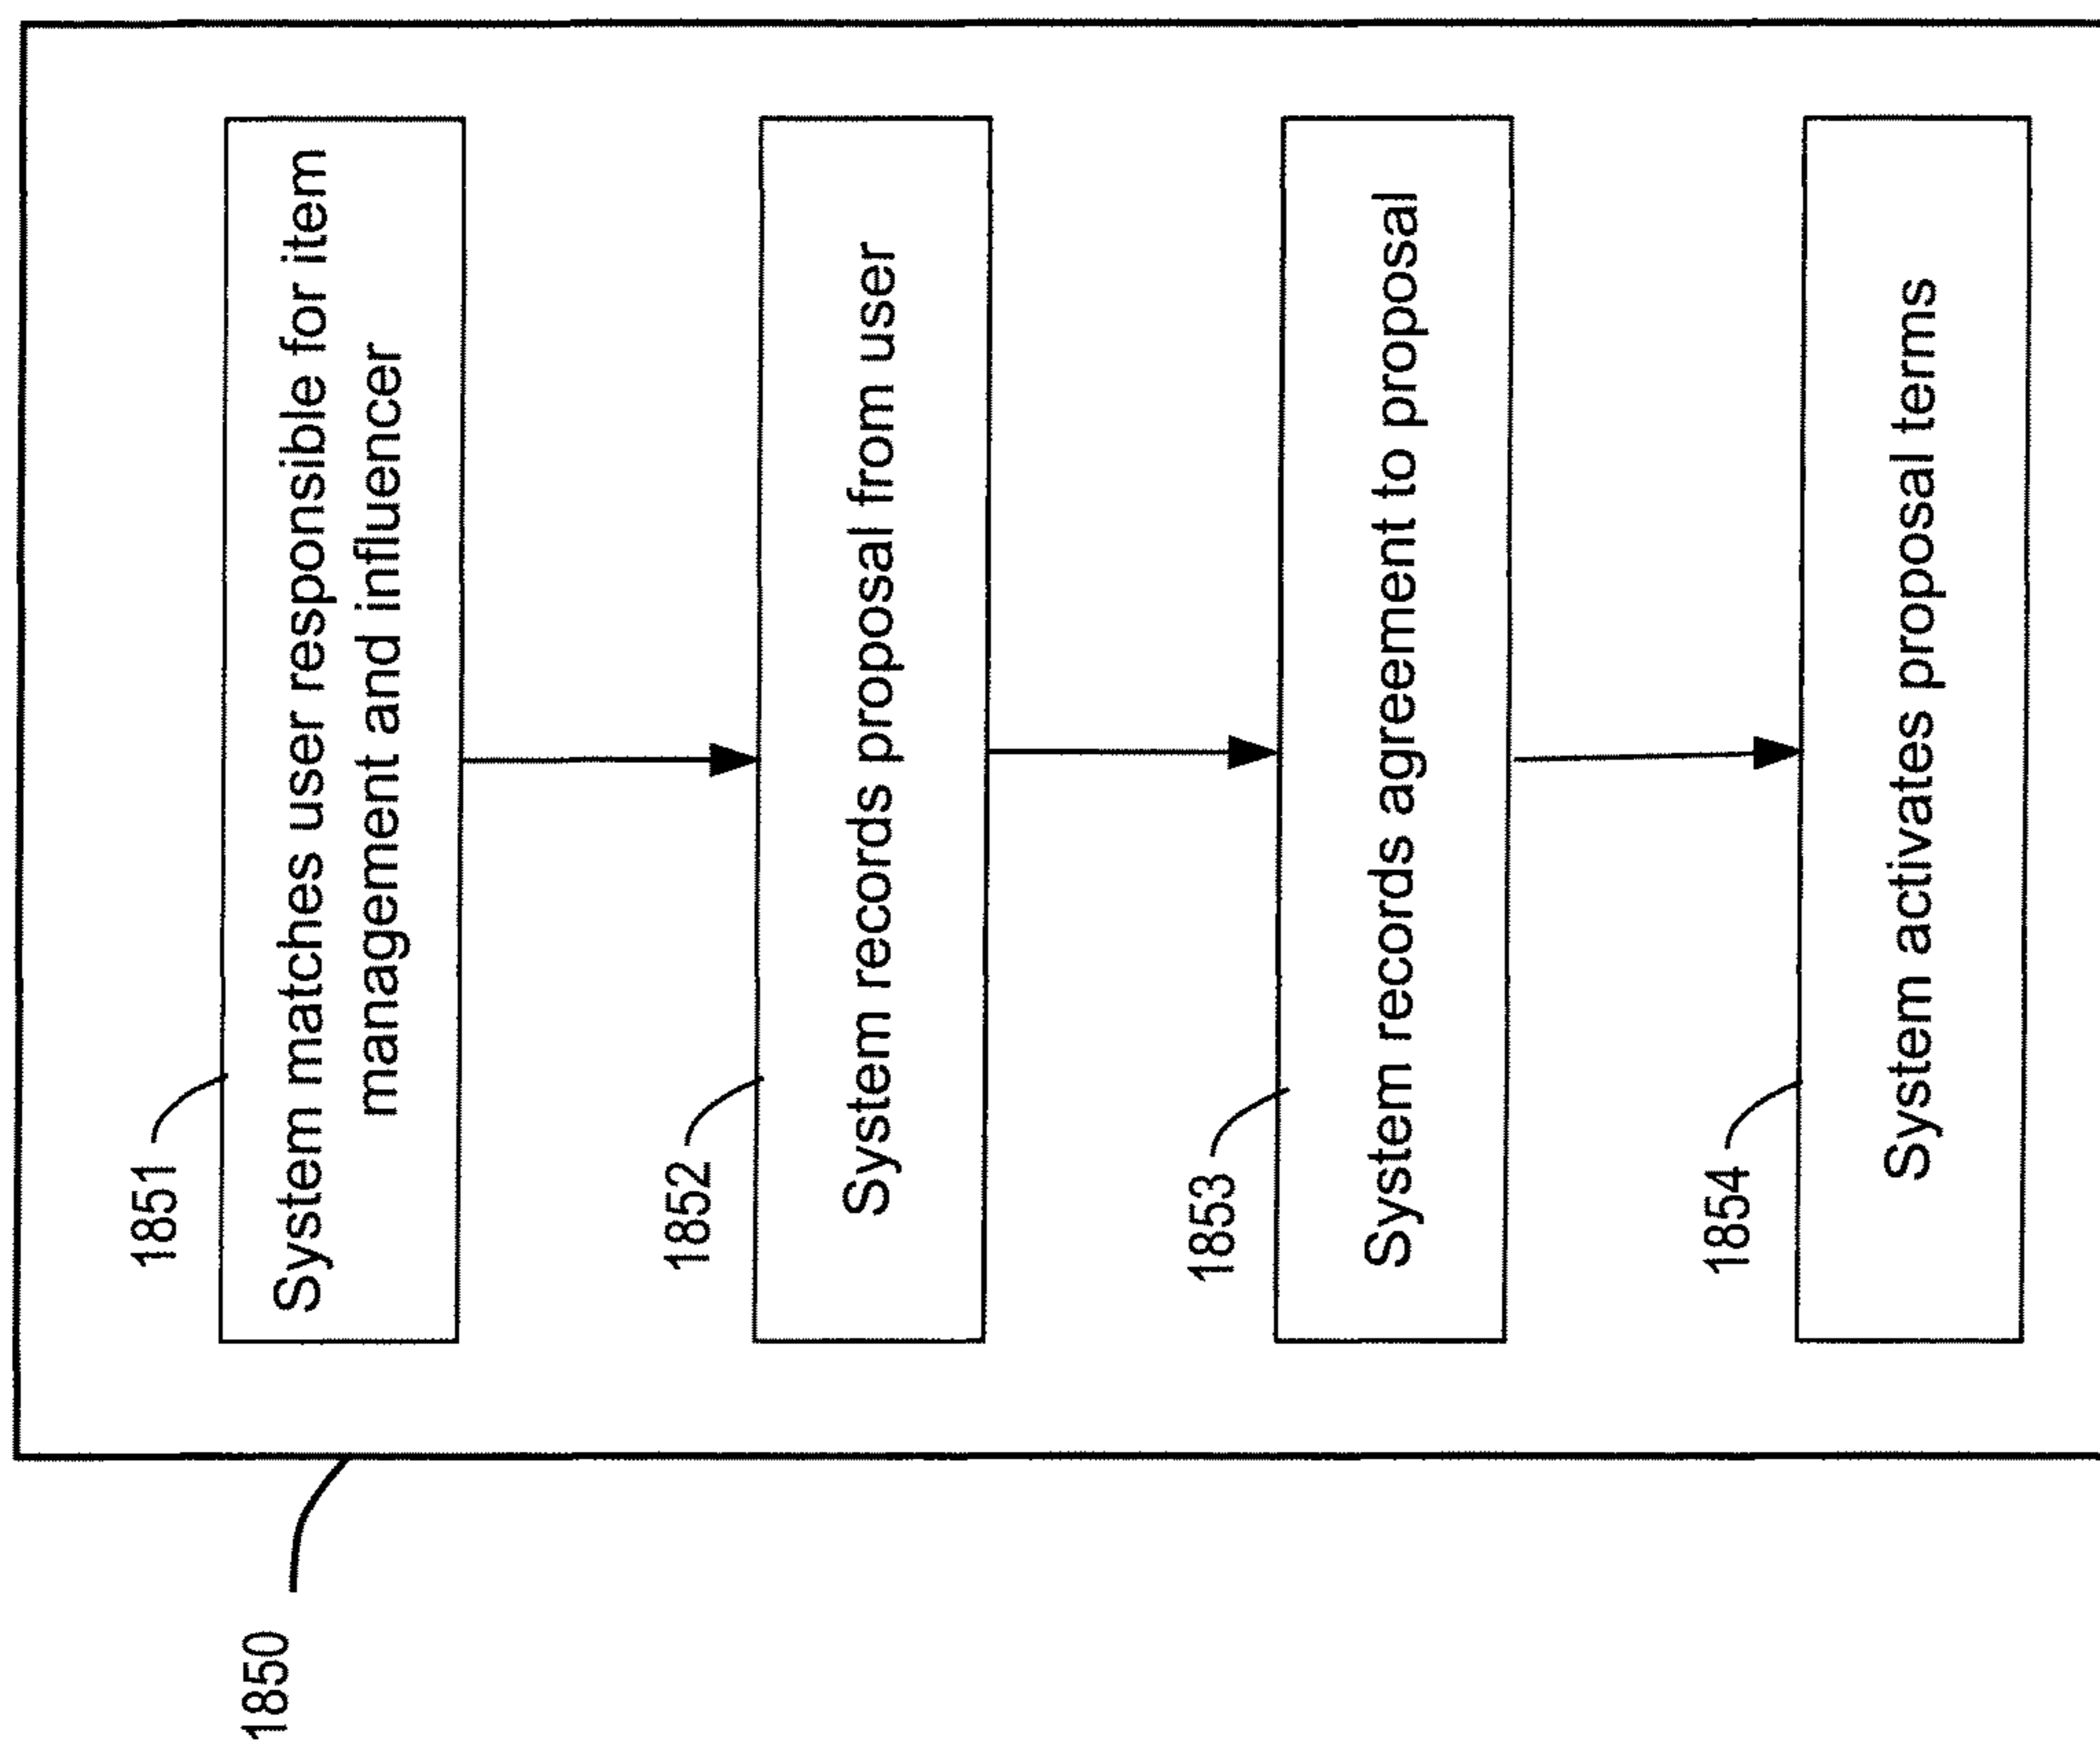 1850
1851
System matches user responsible for item
management and influencer
1852
System records proposal from user
1853
System records agreement to proposal
1854
System activates proposal terms